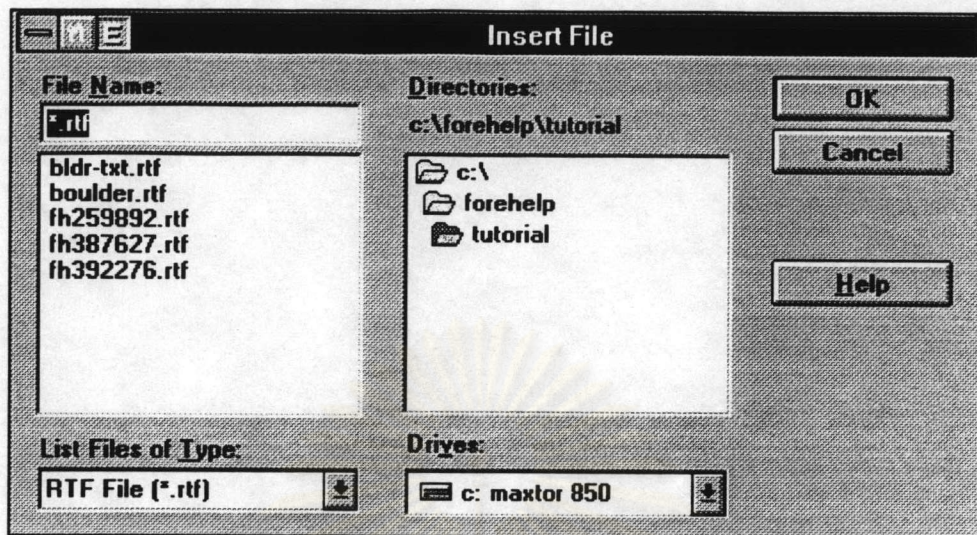 Insert File
File Name:
*.rtf
bldr-txt.rtf
boulder.rtf
fh259892.rtf
fh387627.rtf
fh392276.rtf
List Files of Type:
RTF File (*.rtf)
Directories:
c:\forehelp\tutorial
c:\
forehelp
tutorial
Drives:
c: maxtor 850
OK
Cancel
Help